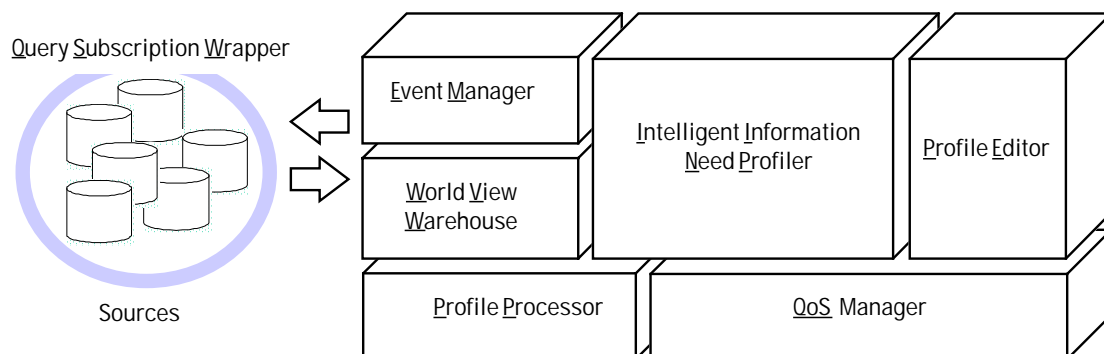 Query Subscription Wrapper
Sources
Event Manager
World View
Warehouse
Intelligent Information
Need Profiler
Profile Editor
Profile Processor
QoS Manager